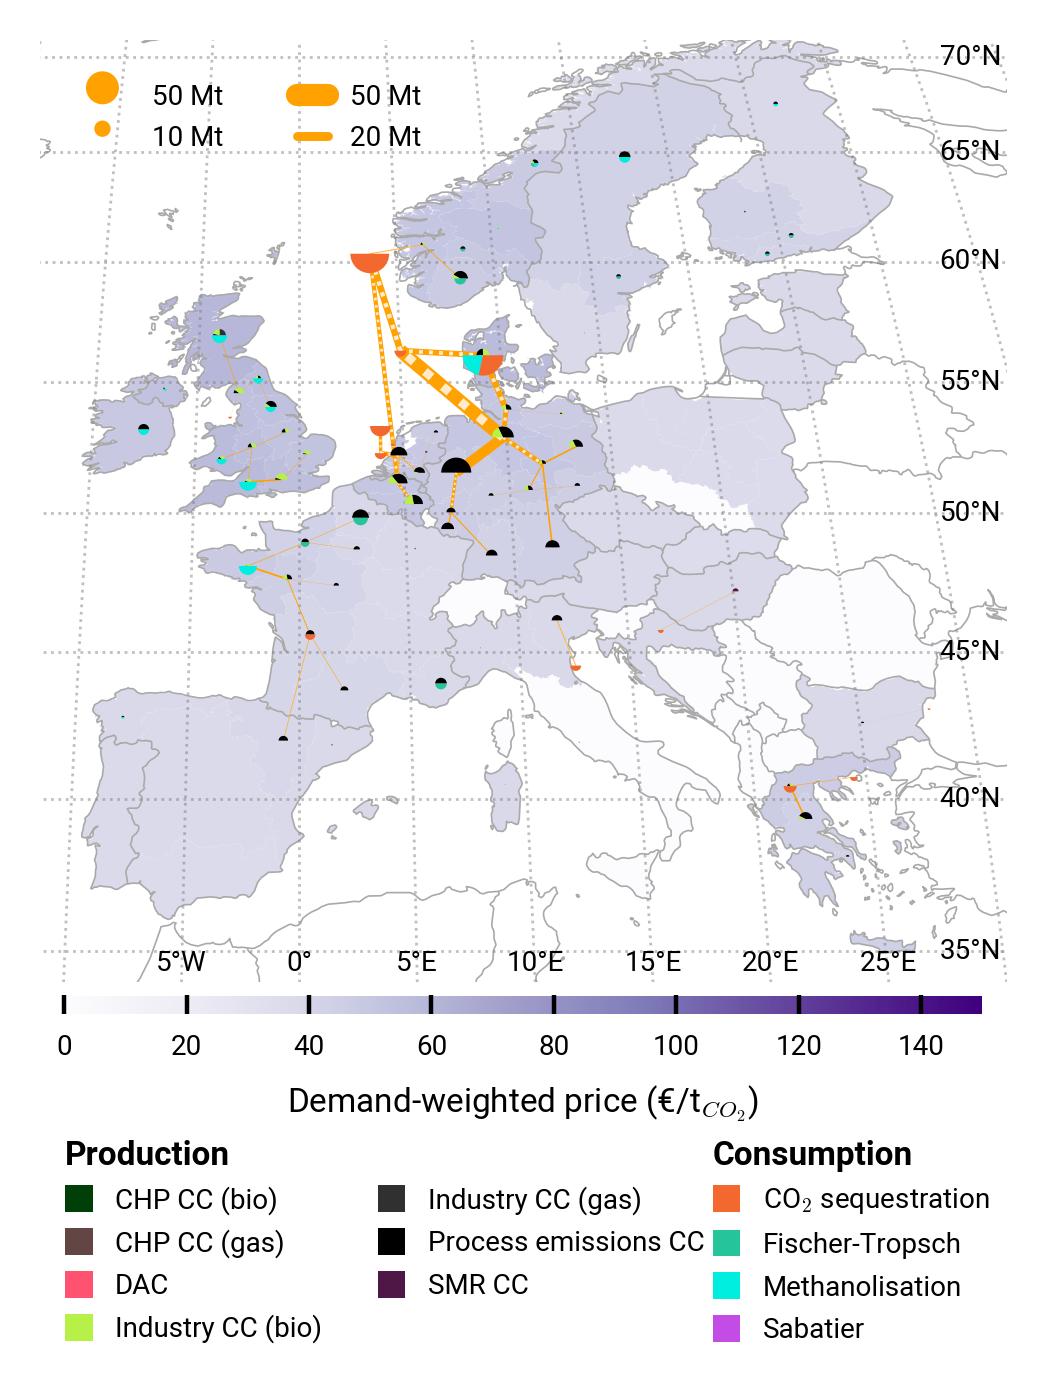 70°N
50 Mt 50 Mt
10 Mt 20 Mt
65°N
60°N
55°N
50°N
45°N
40°N
35°N
5°W 0° 5°E 10°E 15°E 20°E 25°E
0 20 40 60 80 100 120 140
Demand-weighted price (€/t_{CO_2})
Production Consumption
CHP CC (bio) Industry CC (gas) CO₂ sequestration
CHP CC (gas) Process emissions CC Fischer-Tropsch
DAC SMR CC Methanolisation
Industry CC (bio) Sabatier